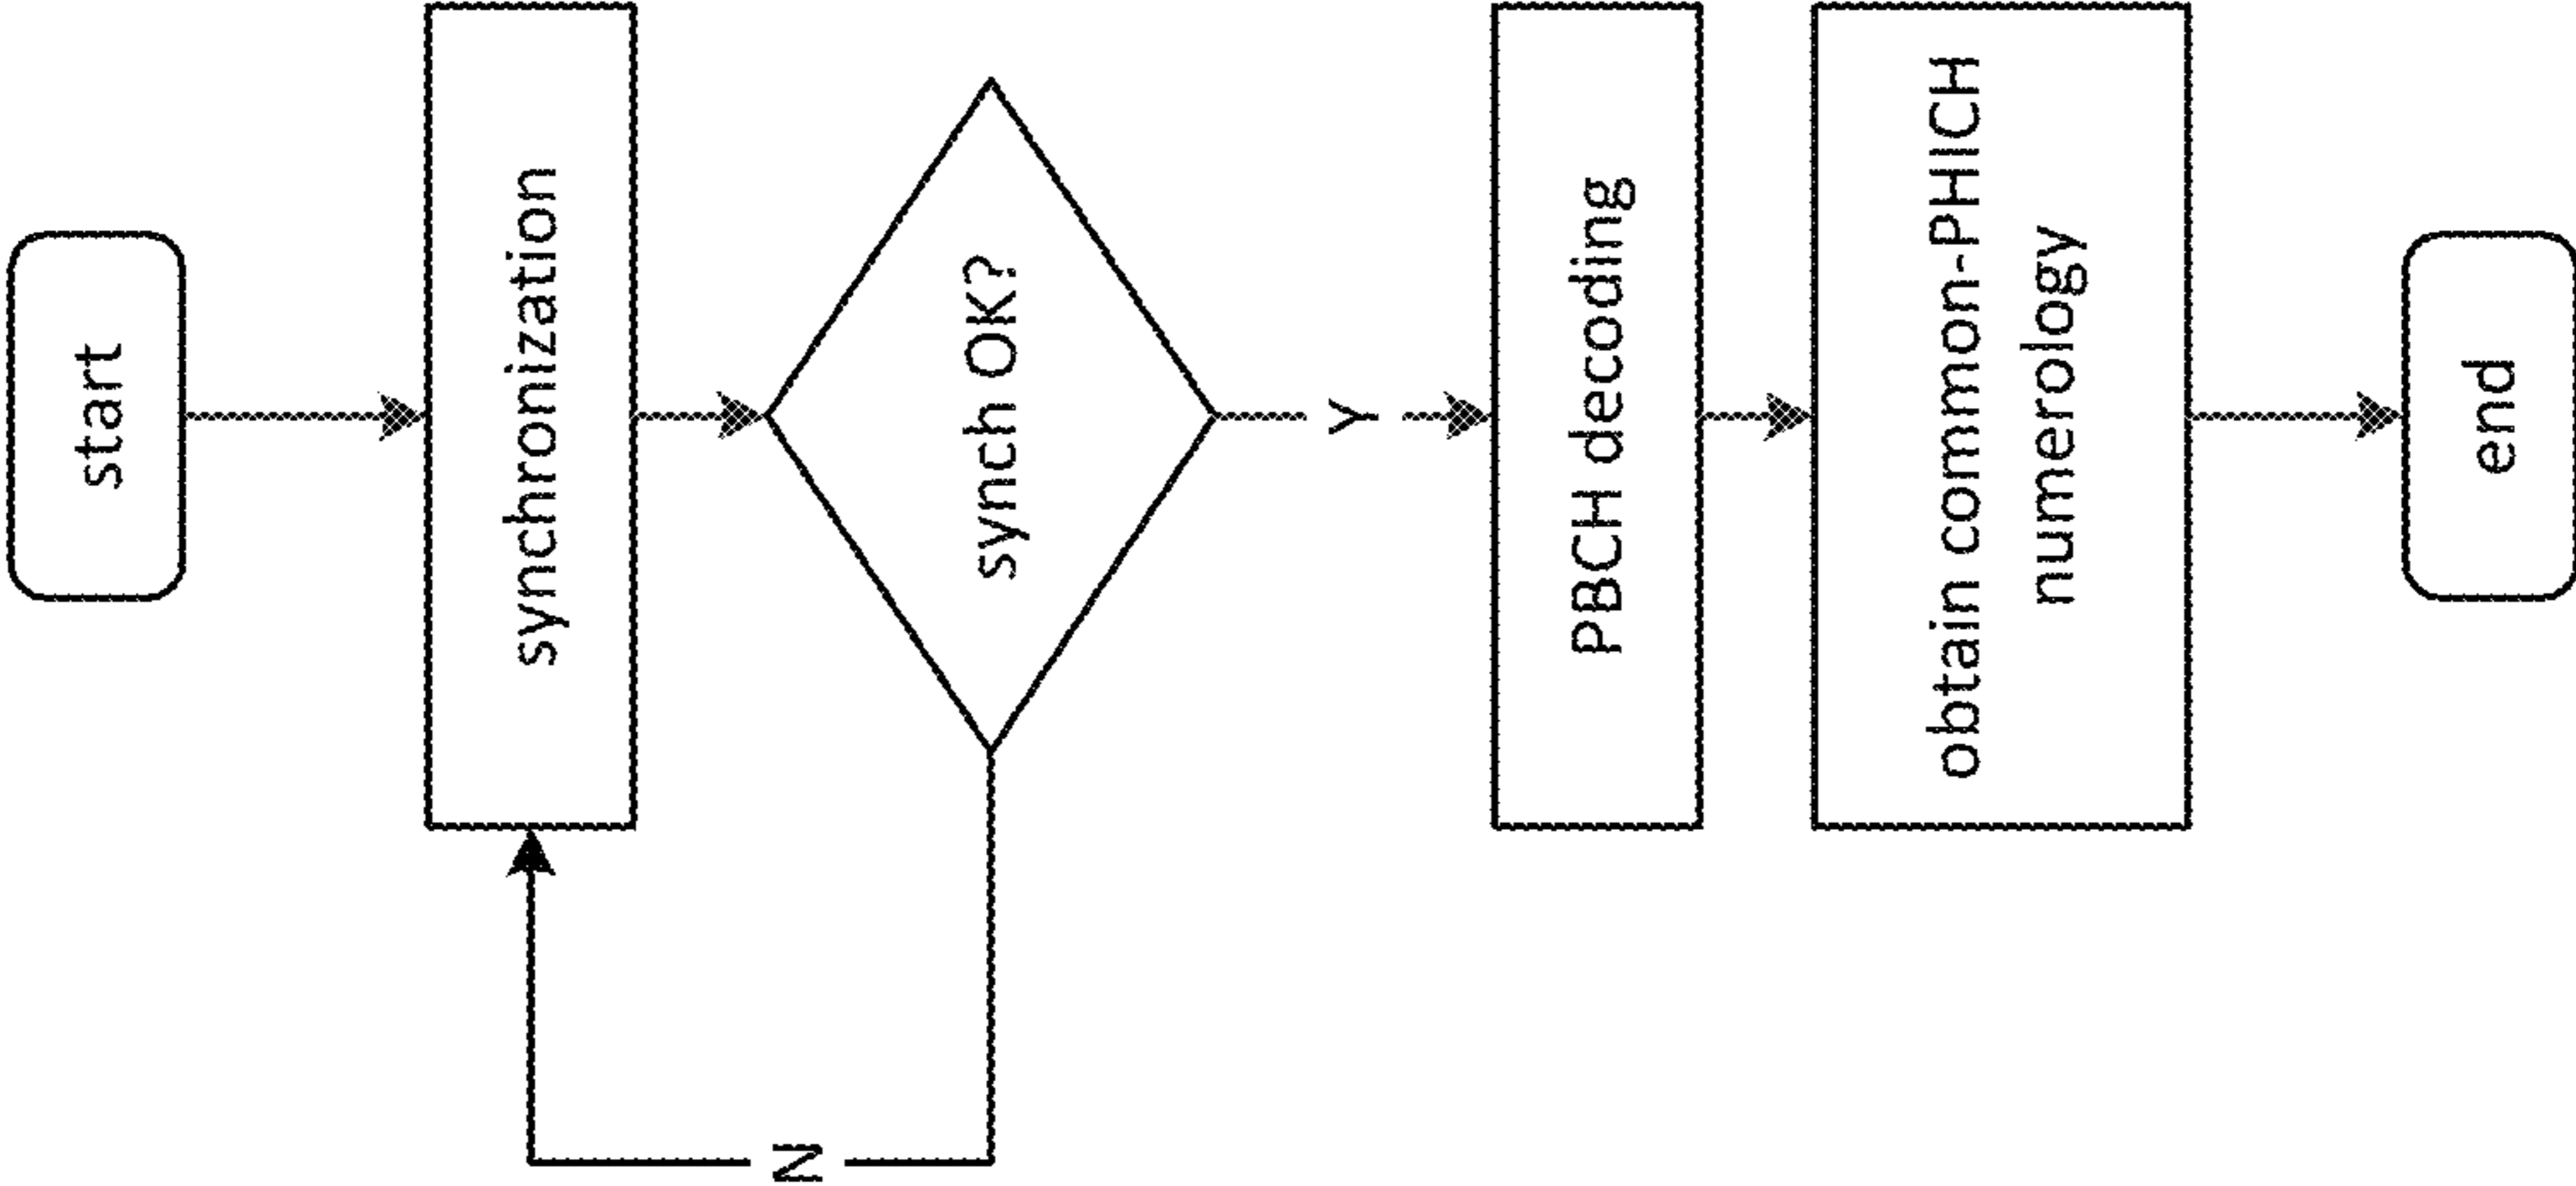 start
synchronization
synch OK?
N
Y
PBCH decoding
obtain common-PHICH
numerology
end